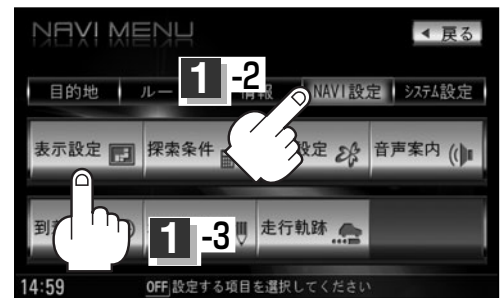 NAVI MENU
戻る
1-2
目的地 ルー 情報 NAVI設定 システム設定
表示設定 探索条件 設定 音声案内
1-3
到 走行軌跡
14:59 OFF 設定する項目を選択してください